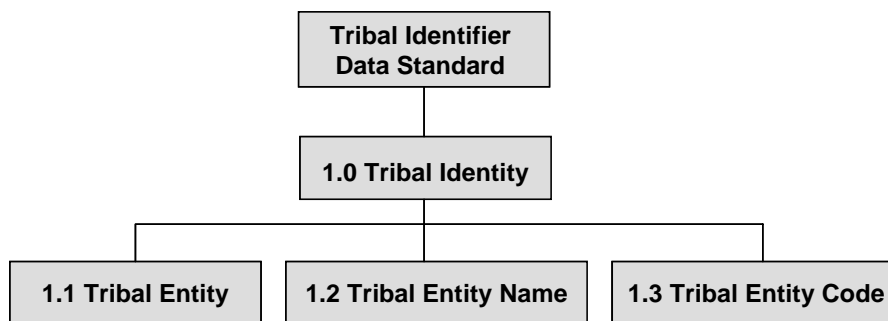 Tribal Identifier
Data Standard
1.0 Tribal Identity
1.1 Tribal Entity
1.2 Tribal Entity Name
1.3 Tribal Entity Code